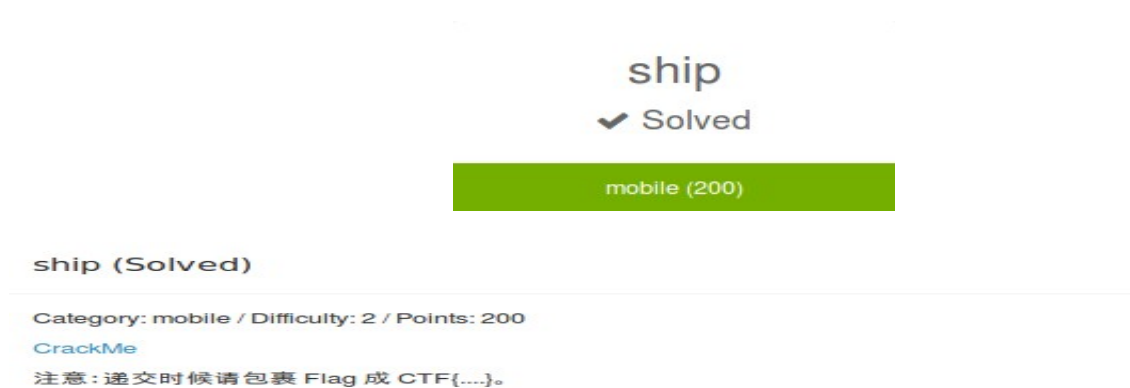 ship
✔ Solved
mobile (200)
ship (Solved)
Category: mobile / Difficulty: 2 / Points: 200
CrackMe
注意:递交时候请包裹 Flag 成 CTF{....}。